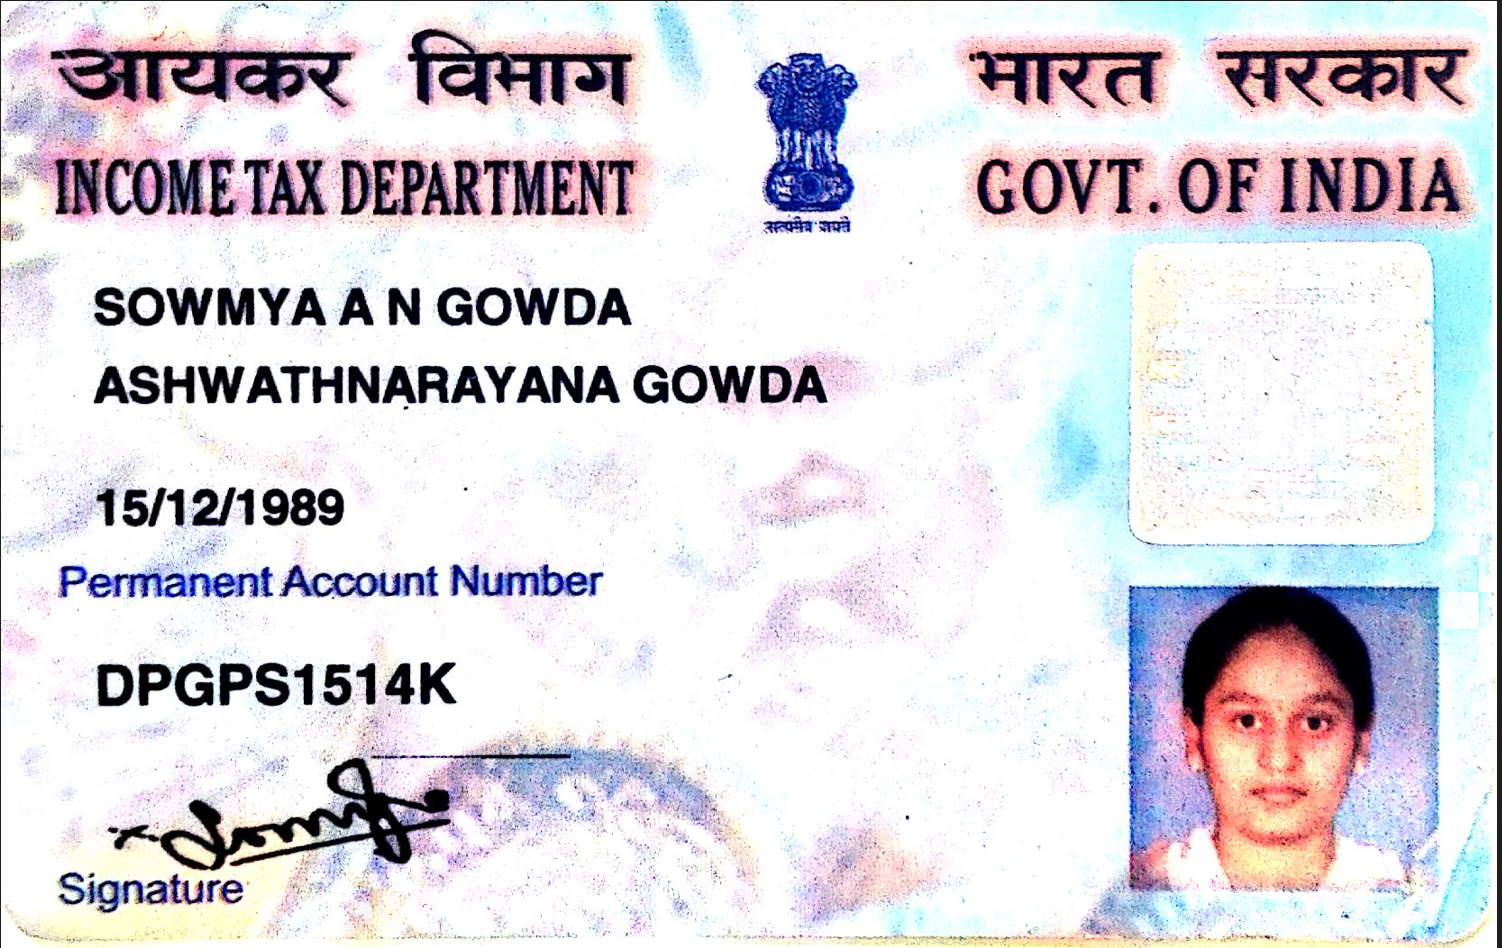 आयकर विभाग
भारत सरकार
INCOME TAX DEPARTMENT
GOVT. OF INDIA
सत्यमेव जयते
SOWMYA A N GOWDA
ASHWATHNARAYANA GOWDA
15/12/1989
Permanent Account Number
DPGPS1514K
Signature